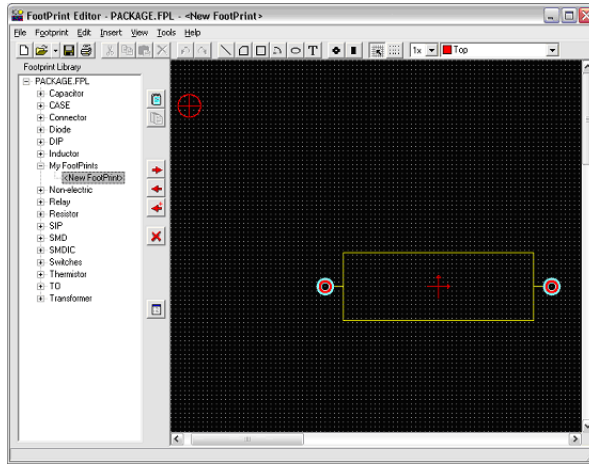 FootPrint Editor - PACKAGE.FPL - <New FootPrint>
File Footprint Edit Insert View Tools Help
T 1x Top
Footprint Library
PACKAGE.FPL
Capacitor
CASE
Connector
Diode
DIP
Inductor
My FootPrints
<New FootPrint>
Non-electric
Relay
Resistor
SIP
SMD
SMDIC
Switches
Thermistor
TO
Transformer